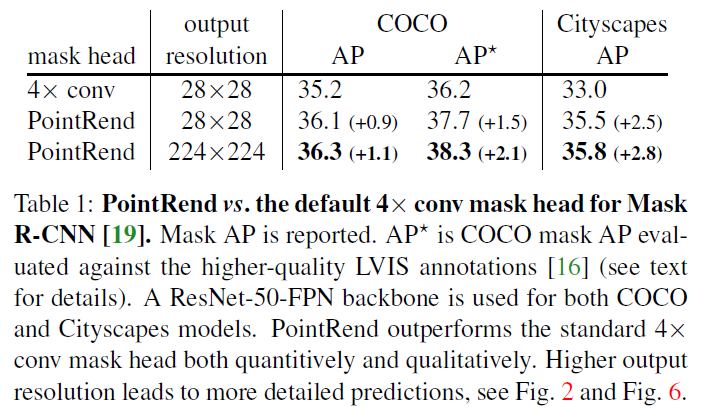 output COCO Cityscapes
mask head resolution AP AP* AP
4× conv 28×28 35.2 36.2 33.0
PointRend 28×28 36.1 (+0.9) 37.7 (+1.5) 35.5 (+2.5)
PointRend 224×224 36.3 (+1.1) 38.3 (+2.1) 35.8 (+2.8)
Table 1: PointRend vs. the default 4× conv mask head for Mask
R-CNN [19]. Mask AP is reported. AP* is COCO mask AP eval-
uated against the higher-quality LVIS annotations [16] (see text
for details). A ResNet-50-FPN backbone is used for both COCO
and Cityscapes models. PointRend outperforms the standard 4×
conv mask head both quantitively and qualitatively. Higher output
resolution leads to more detailed predictions, see Fig. 2 and Fig. 6.